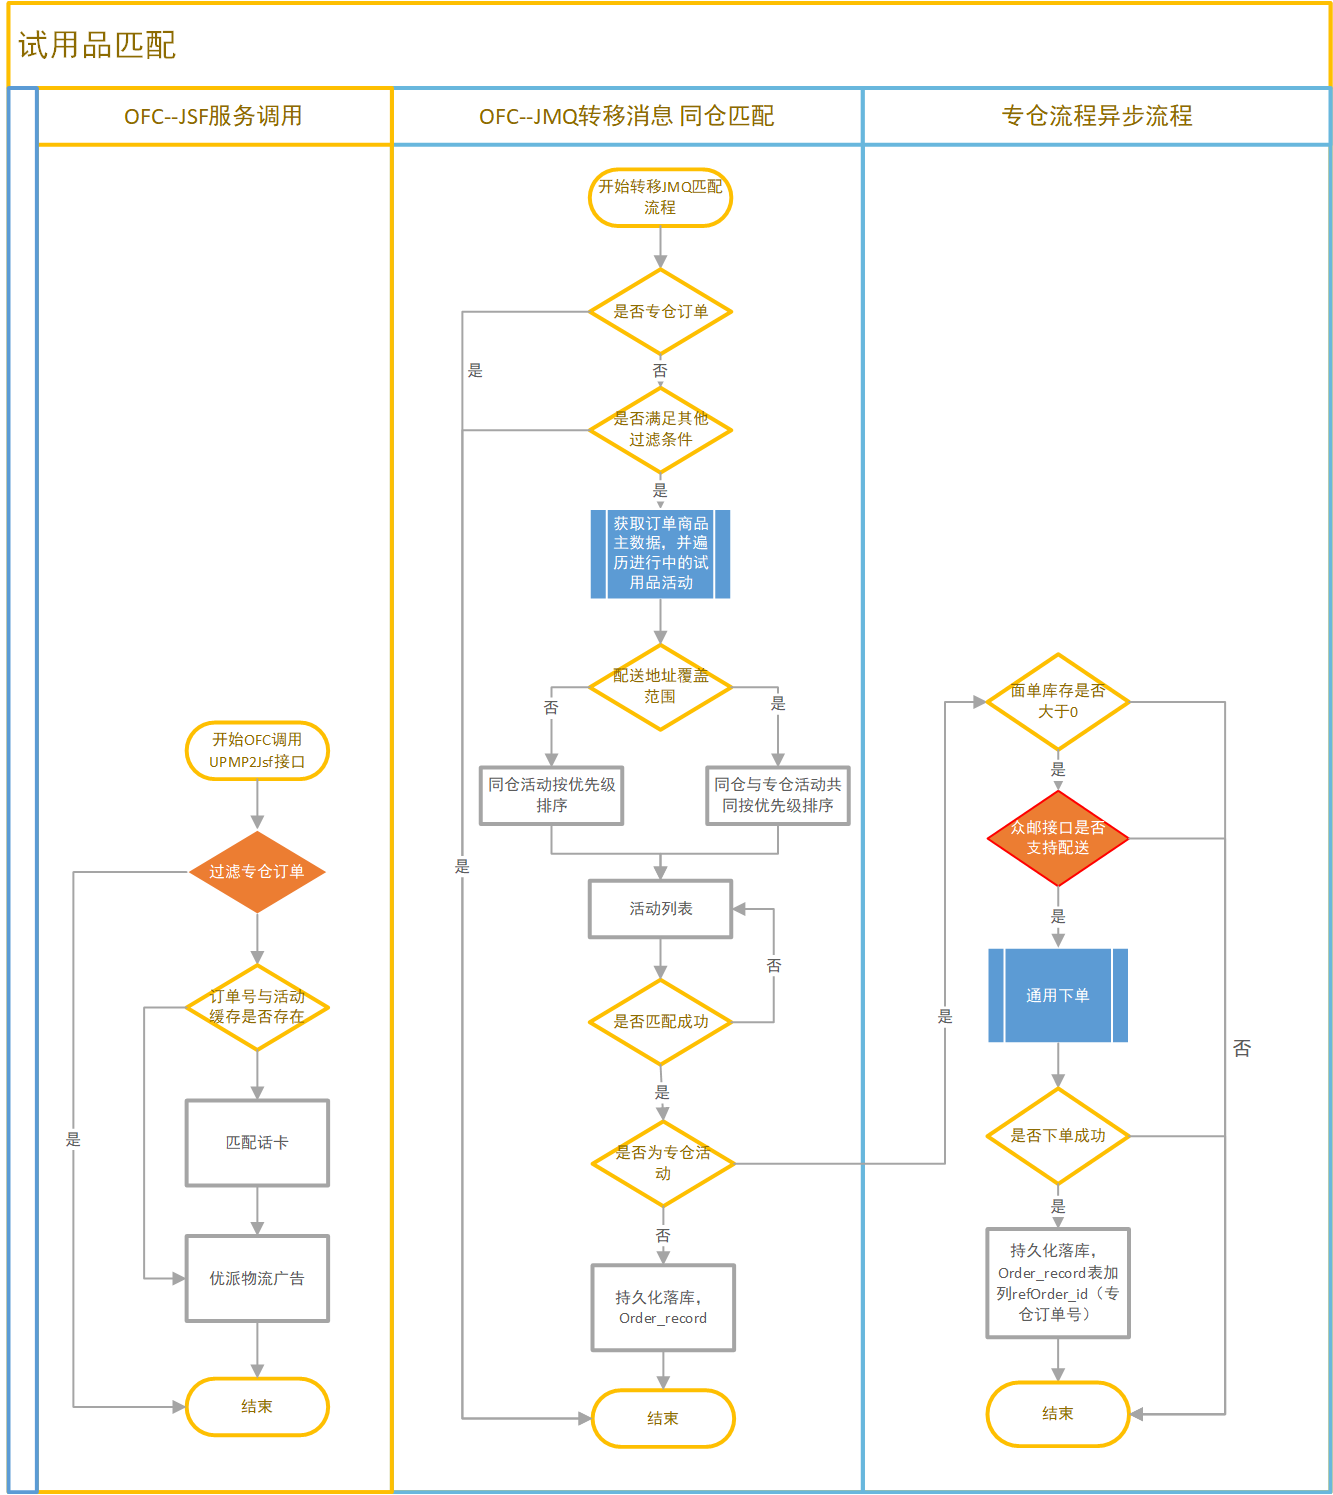 试用品匹配
OFC--JSF服务调用
OFC--JMQ转移消息 同仓匹配
专仓流程异步流程
开始OFC调用
UPMP2Jsf接口
过滤专仓订单
订单号与活动
缓存是否存在
是
匹配话卡
优派物流广告
结束
开始转移JMQ匹配
流程
是否专仓订单
是
否
是否满足其他
过滤条件
是
获取订单商品
主数据，并遍
历进行中的试
用品活动
配送地址覆盖
范围
否
是
同仓活动按优先级
排序
同仓与专仓活动共
同按优先级排序
是
活动列表
否
是否匹配成功
是
是否为专仓活
动
否
持久化落库，
Order_record
结束
是
面单库存是否
大于0
是
众邮接口是否
支持配送
是
通用下单
否
是否下单成功
是
持久化落库，
Order_record表加
列refOrder_id（专
仓订单号）
结束